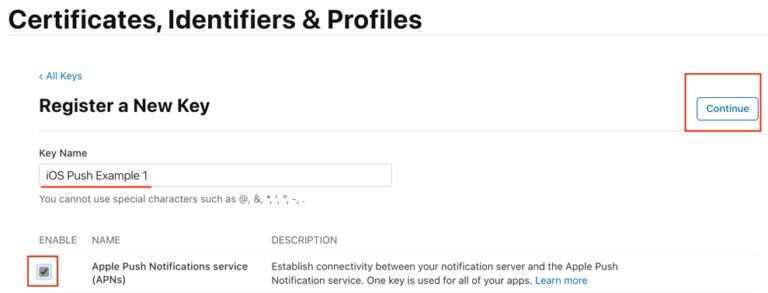 Certificates, Identifiers & Profiles
‹ All Keys
Register a New Key
Continue
Key Name
iOS Push Example 1
You cannot use special characters such as @, &, *, ', ", -, .
ENABLE NAME DESCRIPTION
Apple Push Notifications service Establish connectivity between your notification server and the Apple Push
(APNs) Notification service. One key is used for all of your apps. Learn more